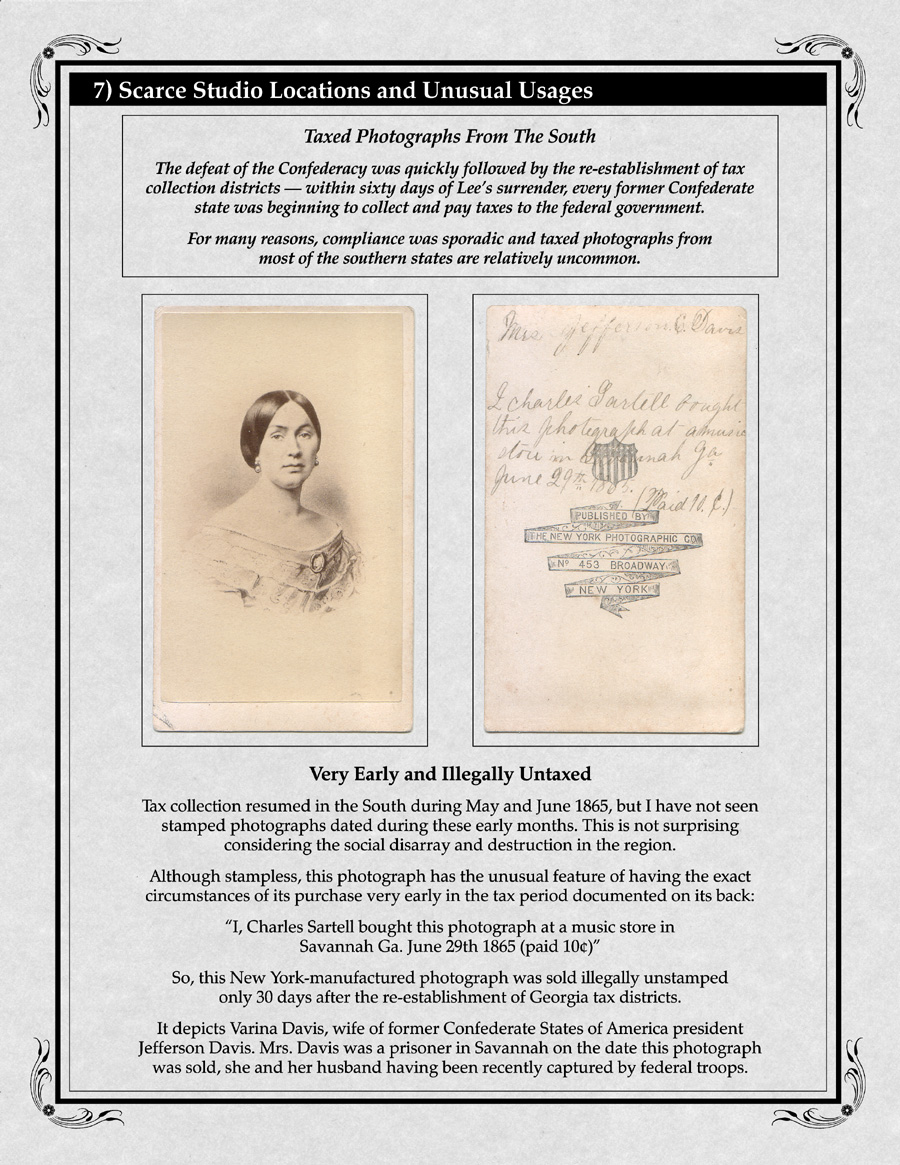 7) Scarce Studio Locations and Unusual Usages
Taxed Photographs From The South
The defeat of the Confederacy was quickly followed by the re-establishment of tax
collection districts — within sixty days of Lee's surrender, every former Confederate
state was beginning to collect and pay taxes to the federal government.
For many reasons, compliance was sporadic and taxed photographs from
most of the southern states are relatively uncommon.
Mrs Jefferson C. Davis
I charles Sartell bought
this photograph at a music
store in Savannah Ga
June 29th 1865.
(Paid 10. ¢)
PUBLISHED BY
THE NEW YORK PHOTOGRAPHIC CO
No 453 BROADWAY
NEW YORK
Very Early and Illegally Untaxed
Tax collection resumed in the South during May and June 1865, but I have not seen
stamped photographs dated during these early months. This is not surprising
considering the social disarray and destruction in the region.
Although stampless, this photograph has the unusual feature of having the exact
circumstances of its purchase very early in the tax period documented on its back:
“I, Charles Sartell bought this photograph at a music store in
Savannah Ga. June 29th 1865 (paid 10¢)”
So, this New York-manufactured photograph was sold illegally unstamped
only 30 days after the re-establishment of Georgia tax districts.
It depicts Varina Davis, wife of former Confederate States of America president
Jefferson Davis. Mrs. Davis was a prisoner in Savannah on the date this photograph
was sold, she and her husband having been recently captured by federal troops.